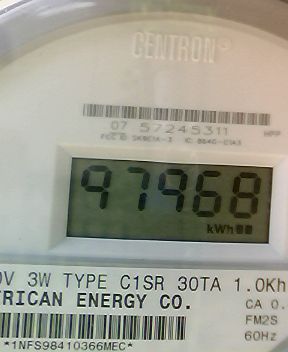 CENTRON®
07 57245311
HPP
97968
kWh
0V 3W TYPE C1SR 30TA 1.0Kh
RICAN ENERGY CO.
CA 0.
FM2S
60Hz
*1NFS98410366MEC*